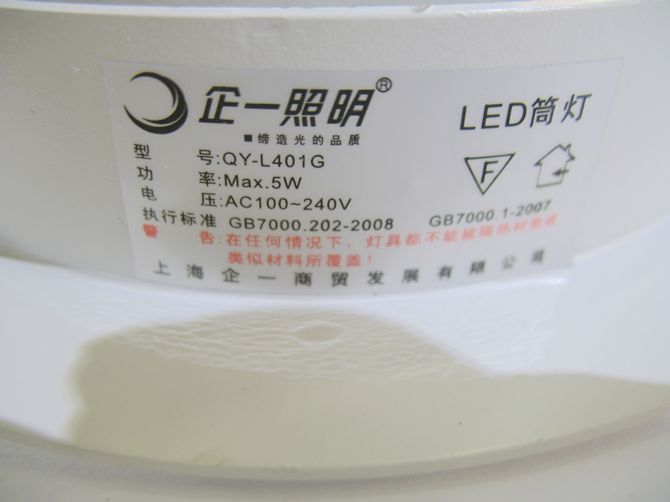 企一照明®
■缔造光的品质
LED筒灯
型 号:QY-L401G
功 率:Max.5W
电 压:AC100~240V
F
执行标准 GB7000.202-2008 GB7000.1-2007
警 告:在任何情况下，灯具都不能被隔热衬垫或
类似材料所覆盖!
上海企一商贸发展有限公司